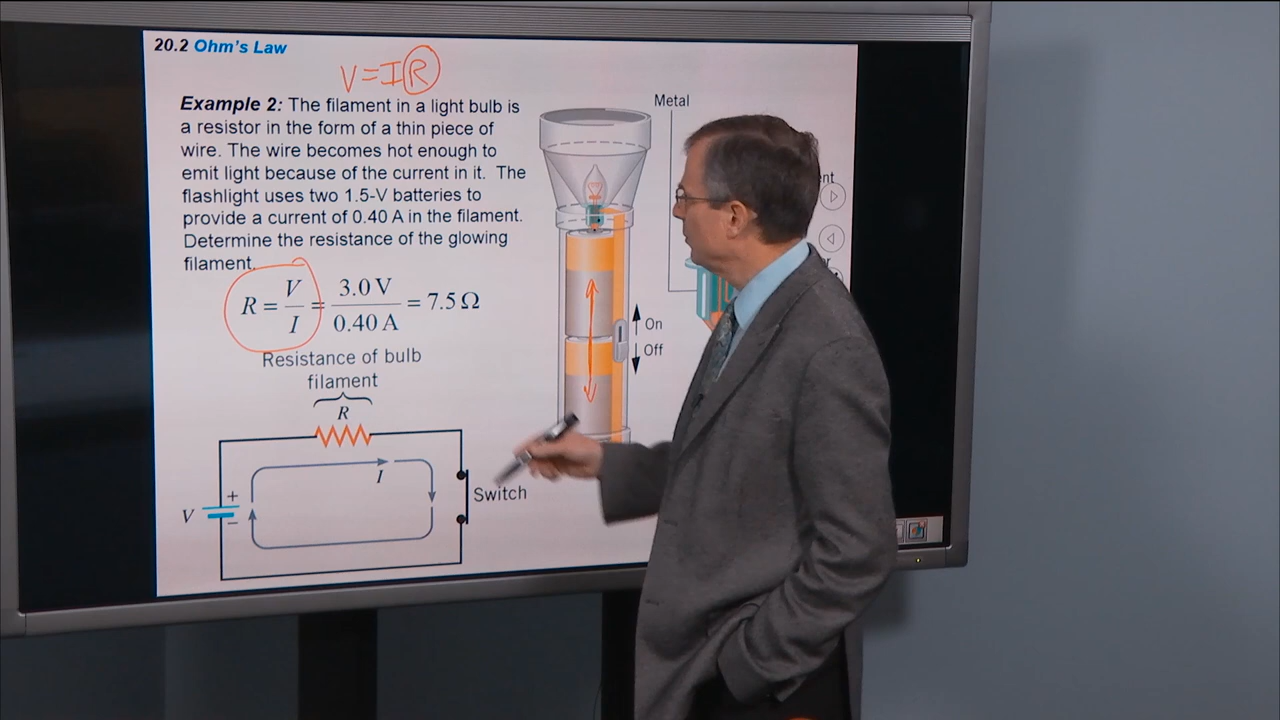 20.2 Ohm's Law
V=IR
Example 2: The filament in a light bulb is
a resistor in the form of a thin piece of
wire. The wire becomes hot enough to
emit light because of the current in it. The
flashlight uses two 1.5-V batteries to
provide a current of 0.40 A in the filament.
Determine the resistance of the glowing
filament.
R = V/I = 3.0 V/0.40 A = 7.5 Ω
Resistance of bulb
filament
R
I
V
+
−
Switch
Metal
On
Off